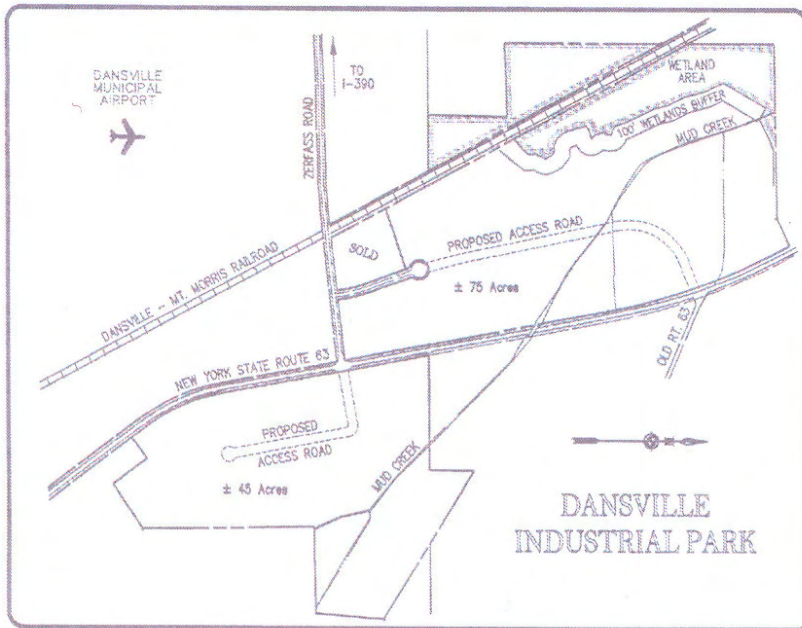 DANSVILLE
MUNICIPAL
AIRPORT
TO
I-390
ZERFASS ROAD
WETLAND
AREA
100' WETLANDS BUFFER
MUD CREEK
SOLD
PROPOSED ACCESS ROAD
± 75 Acres
DANSVILLE - MT. MORRIS RAILROAD
NEW YORK STATE ROUTE 63
OLD RT. 63
PROPOSED
ACCESS ROAD
± 45 Acres
MUD CREEK
N
DANSVILLE
INDUSTRIAL PARK